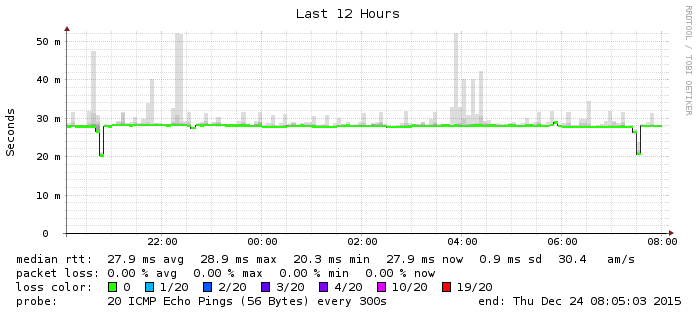 Last 12 Hours
RRDTOOL / TOBI OETIKER
Seconds
50 m
40 m
30 m
20 m
10 m
0
22:00 00:00 02:00 04:00 06:00 08:00
median rtt: 27.9 ms avg 28.9 ms max 20.3 ms min 27.9 ms now 0.9 ms sd 30.4 am/s
packet loss: 0.00 % avg 0.00 % max 0.00 % min 0.00 % now
loss color: 0 1/20 2/20 3/20 4/20 10/20 19/20
probe: 20 ICMP Echo Pings (56 Bytes) every 300s end: Thu Dec 24 08:05:03 2015